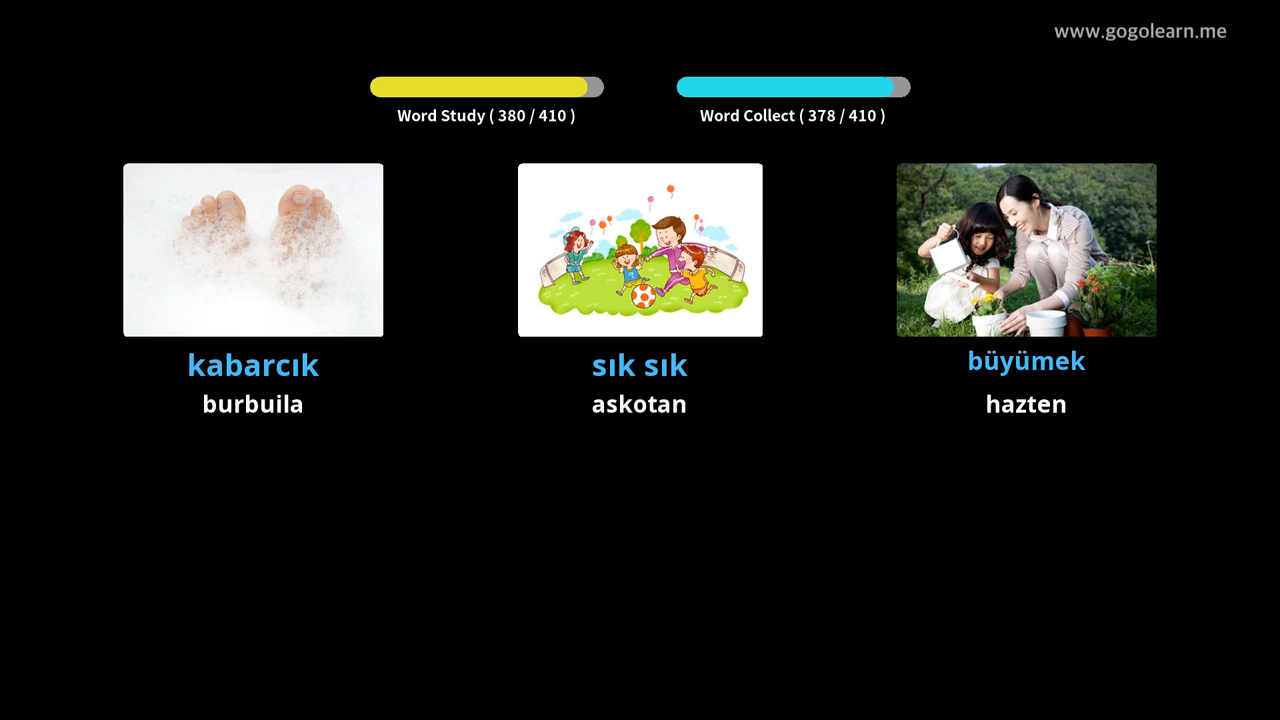 www.gogolearn.me
Word Study ( 380 / 410 )
Word Collect ( 378 / 410 )
kabarcık
burbuila
sık sık
askotan
büyümek
hazten